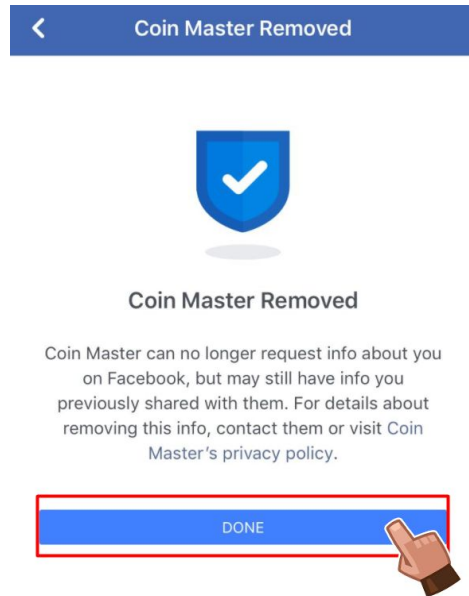 Coin Master Removed
Coin Master Removed
Coin Master can no longer request info about you
on Facebook, but may still have info you
previously shared with them. For details about
removing this info, contact them or visit Coin
Master's privacy policy.
DONE